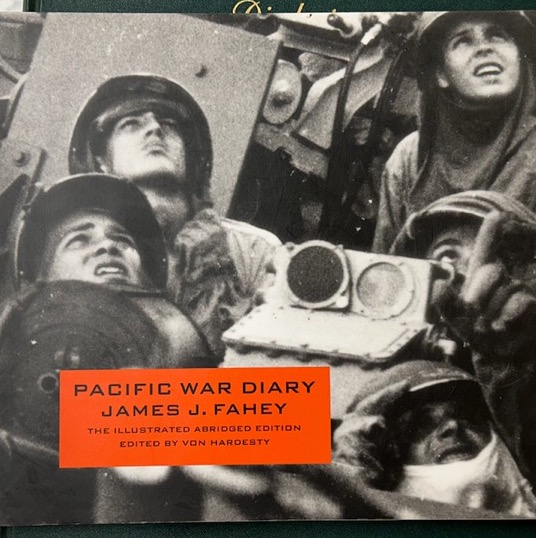 PACIFIC WAR DIARY
JAMES J. FAHEY
THE ILLUSTRATED ABRIDGED EDITION
EDITED BY VON HARDESTY